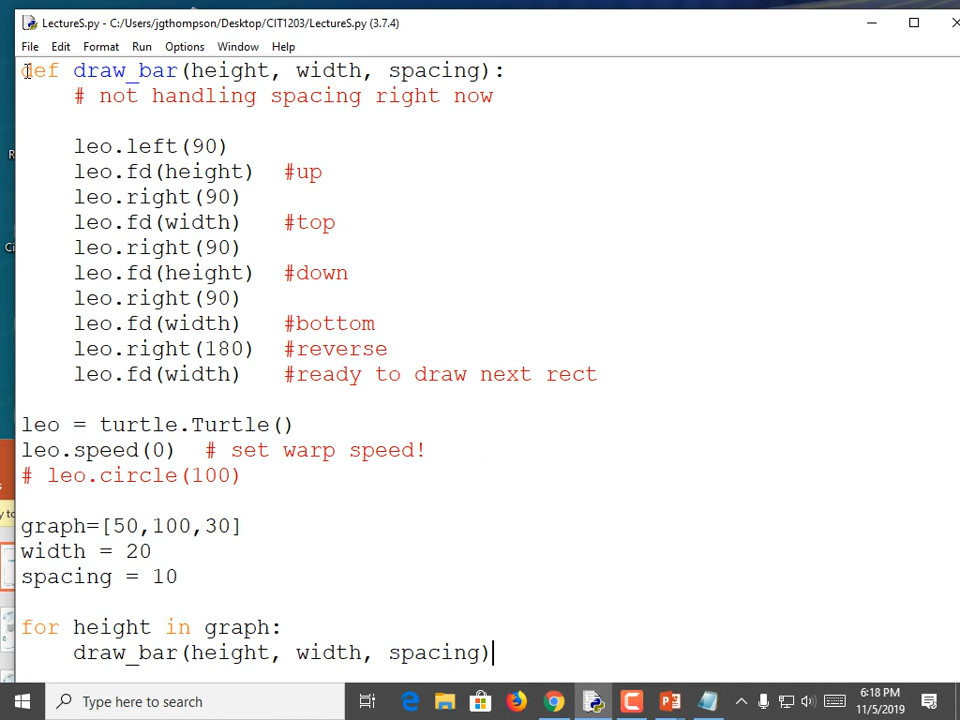 LectureS.py - C:/Users/jgthompson/Desktop/CIT1203/LectureS.py (3.7.4)
File Edit Format Run Options Window Help
def draw_bar(height, width, spacing):
# not handling spacing right now
leo.left(90)
leo.fd(height) #up
leo.right(90)
leo.fd(width) #top
leo.right(90)
leo.fd(height) #down
leo.right(90)
leo.fd(width) #bottom
leo.right(180) #reverse
leo.fd(width) #ready to draw next rect
leo = turtle.Turtle()
leo.speed(0) # set warp speed!
# leo.circle(100)
graph=[50,100,30]
width = 20
spacing = 10
for height in graph:
draw_bar(height, width, spacing)
Type here to search
6:18 PM
11/5/2019